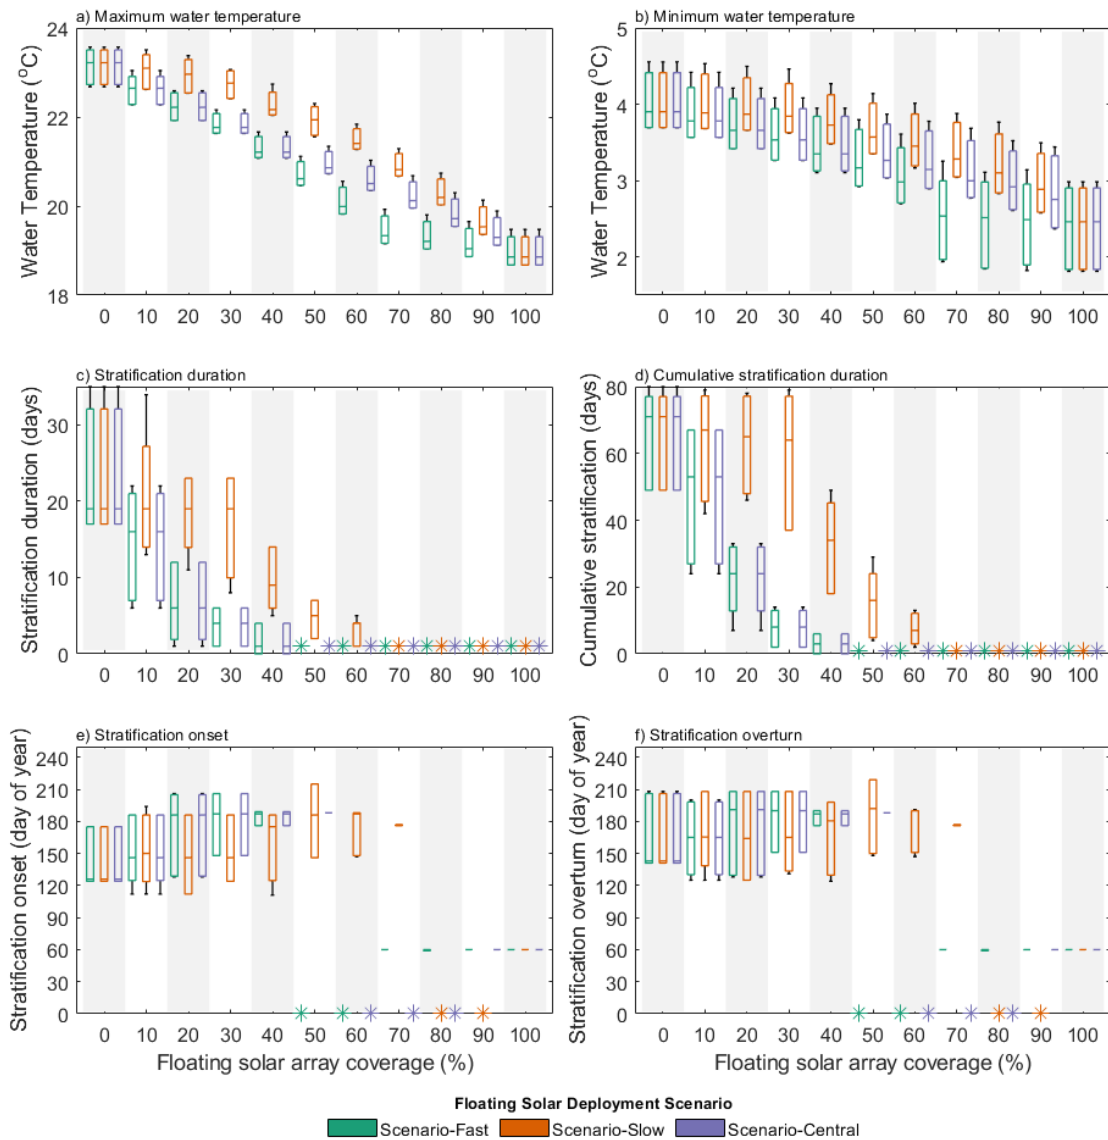 a) Maximum water temperature
Water Temperature (°C)
24
22
20
18
0 10 20 30 40 50 60 70 80 90 100
b) Minimum water temperature
Water Temperature (°C)
5
4
3
2
0 10 20 30 40 50 60 70 80 90 100
c) Stratification duration
Stratification duration (days)
30
20
10
0
0 10 20 30 40 50 60 70 80 90 100
d) Cumulative stratification duration
Cumulative stratification (days)
80
60
40
20
0
0 10 20 30 40 50 60 70 80 90 100
e) Stratification onset
Stratification onset (day of year)
240
210
180
150
120
90
60
30
0
0 10 20 30 40 50 60 70 80 90 100
Floating solar array coverage (%)
f) Stratification overturn
Stratification overturn (day of year)
240
210
180
150
120
90
60
30
0
0 10 20 30 40 50 60 70 80 90 100
Floating solar array coverage (%)
Floating Solar Deployment Scenario
Scenario-Fast Scenario-Slow Scenario-Central